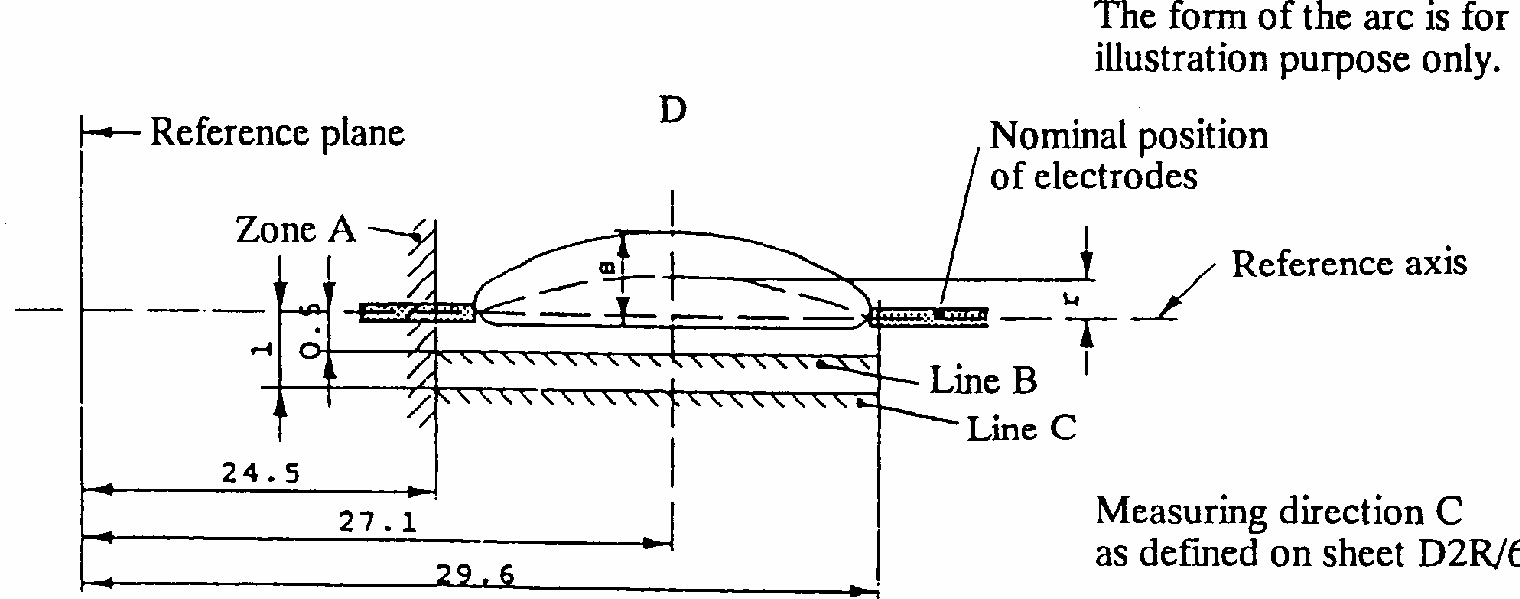 The form of the arc is for
illustration purpose only.
D
Reference plane
Nominal position
of electrodes
Zone A
Reference axis
s
r
0.5
1
Line B
Line C
24.5
27.1
29.6
Measuring direction C
as defined on sheet D2R/6